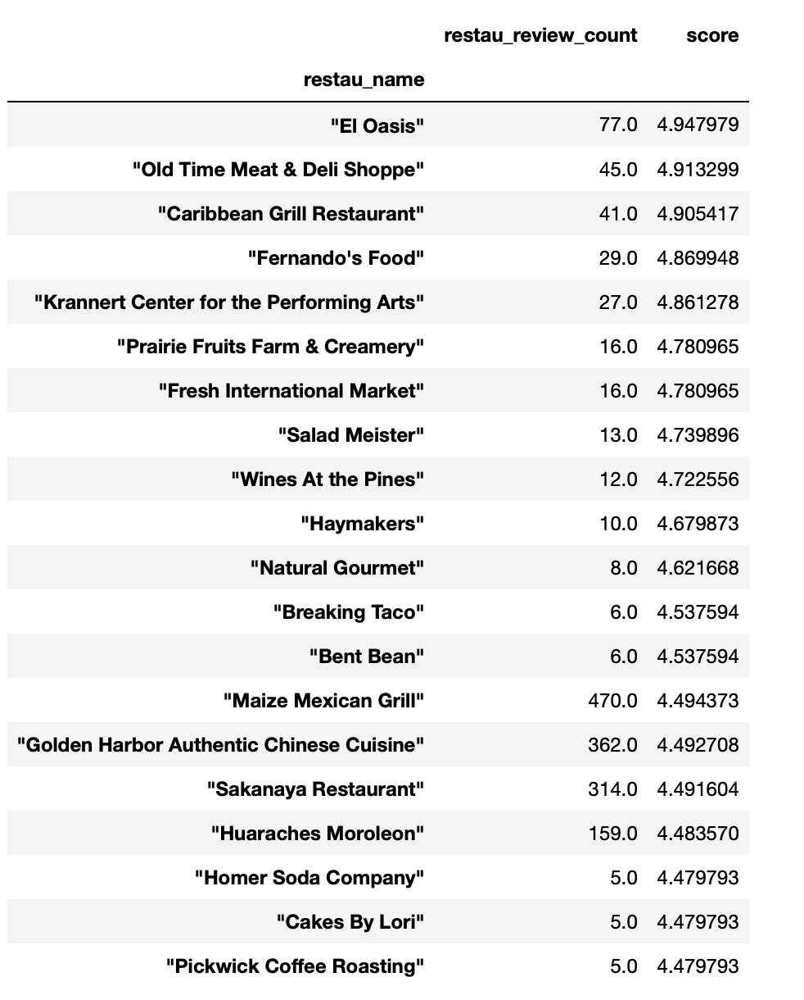 restau_review_count score
restau_name
"El Oasis" 77.0 4.947979
"Old Time Meat & Deli Shoppe" 45.0 4.913299
"Caribbean Grill Restaurant" 41.0 4.905417
"Fernando's Food" 29.0 4.869948
"Krannert Center for the Performing Arts" 27.0 4.861278
"Prairie Fruits Farm & Creamery" 16.0 4.780965
"Fresh International Market" 16.0 4.780965
"Salad Meister" 13.0 4.739896
"Wines At the Pines" 12.0 4.722556
"Haymakers" 10.0 4.679873
"Natural Gourmet" 8.0 4.621668
"Breaking Taco" 6.0 4.537594
"Bent Bean" 6.0 4.537594
"Maize Mexican Grill" 470.0 4.494373
"Golden Harbor Authentic Chinese Cuisine" 362.0 4.492708
"Sakanaya Restaurant" 314.0 4.491604
"Huaraches Moroleon" 159.0 4.483570
"Homer Soda Company" 5.0 4.479793
"Cakes By Lori" 5.0 4.479793
"Pickwick Coffee Roasting" 5.0 4.479793